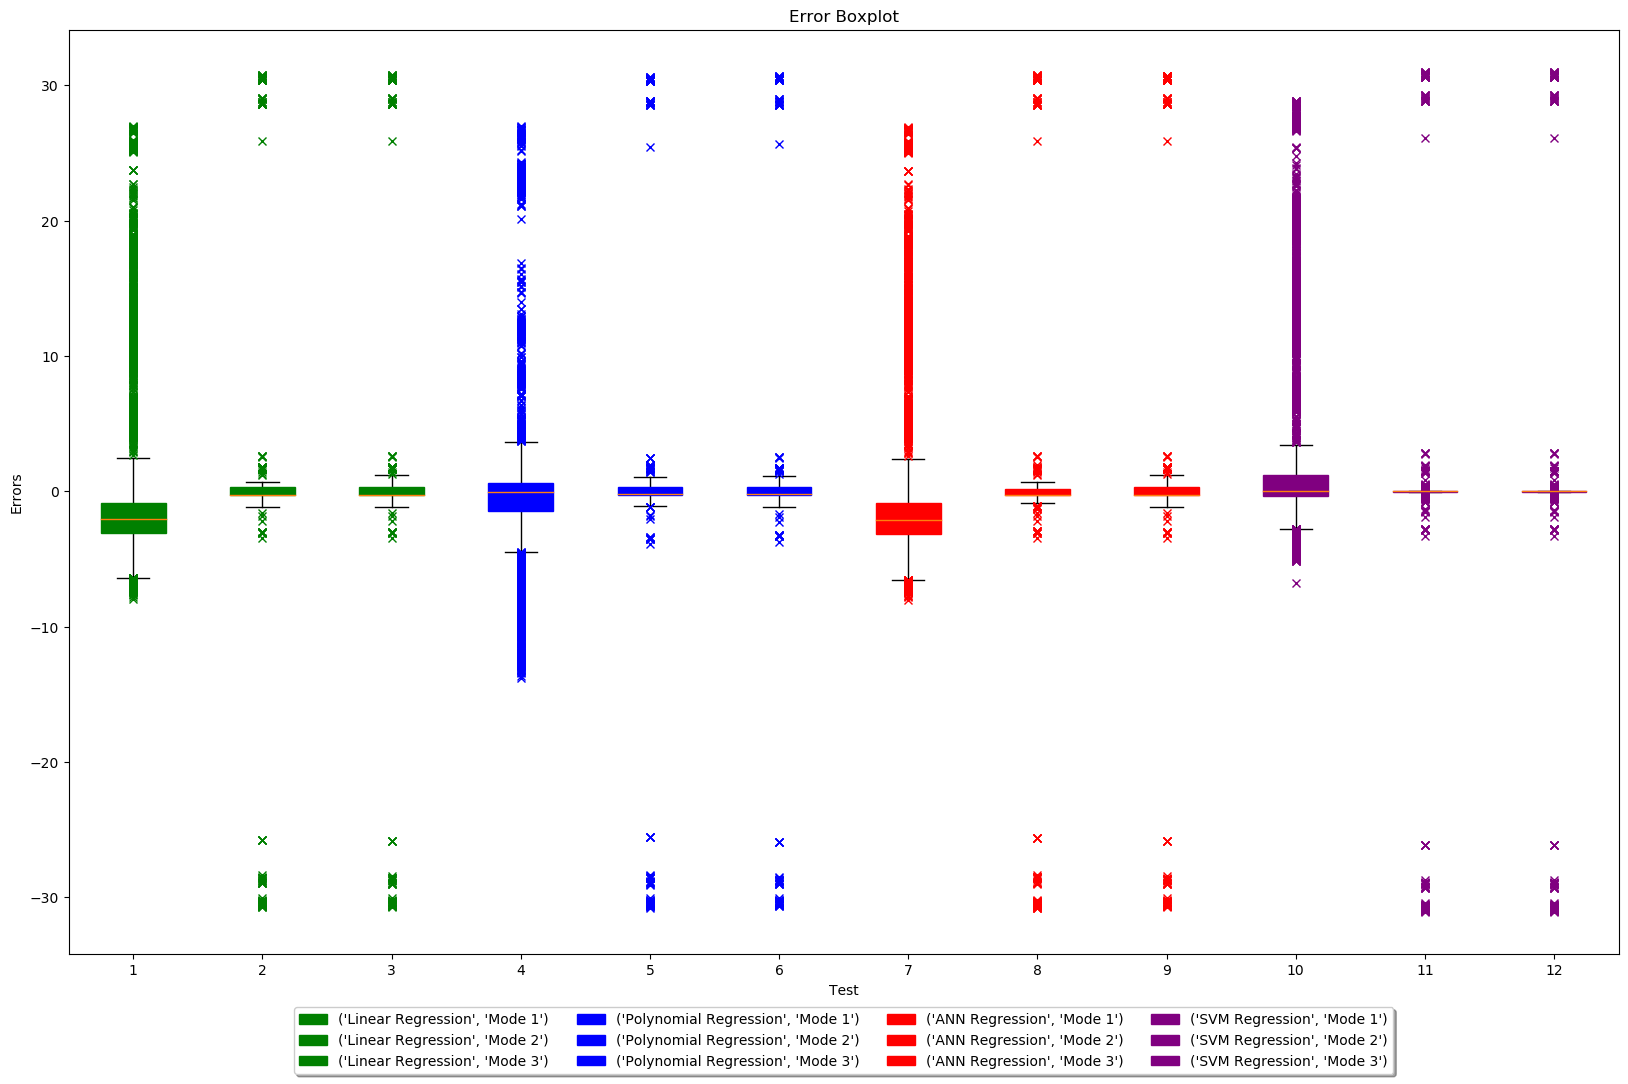 Error Boxplot
30
20
10
0
−10
−20
−30
Errors
1 2 3 4 5 6 7 8 9 10 11 12
Test
('Linear Regression', 'Mode 1') ('Polynomial Regression', 'Mode 1') ('ANN Regression', 'Mode 1') ('SVM Regression', 'Mode 1')
('Linear Regression', 'Mode 2') ('Polynomial Regression', 'Mode 2') ('ANN Regression', 'Mode 2') ('SVM Regression', 'Mode 2')
('Linear Regression', 'Mode 3') ('Polynomial Regression', 'Mode 3') ('ANN Regression', 'Mode 3') ('SVM Regression', 'Mode 3')